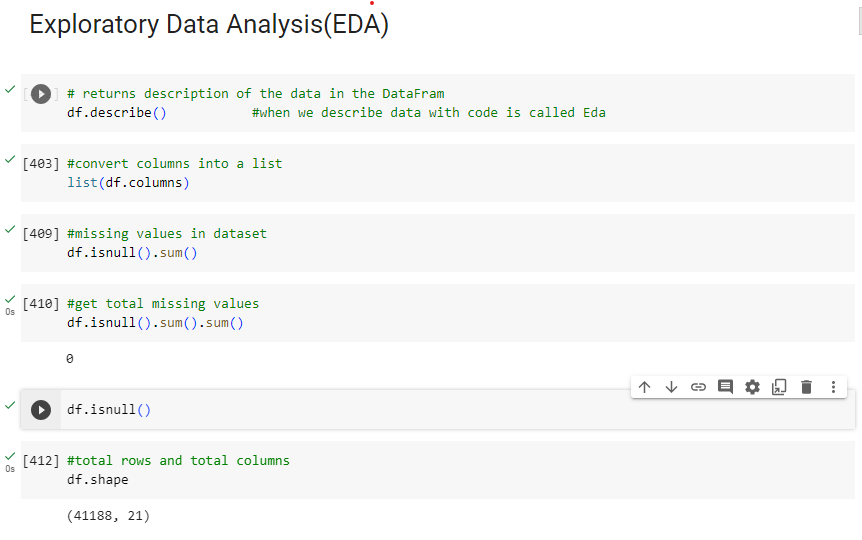 Exploratory Data Analysis(EDA)
[ ] # returns description of the data in the DataFram
df.describe() #when we describe data with code is called Eda
[403] #convert columns into a list
list(df.columns)
[409] #missing values in dataset
df.isnull().sum()
[410] #get total missing values
0s df.isnull().sum().sum()
0
df.isnull()
[412] #total rows and total columns
0s df.shape
(41188, 21)